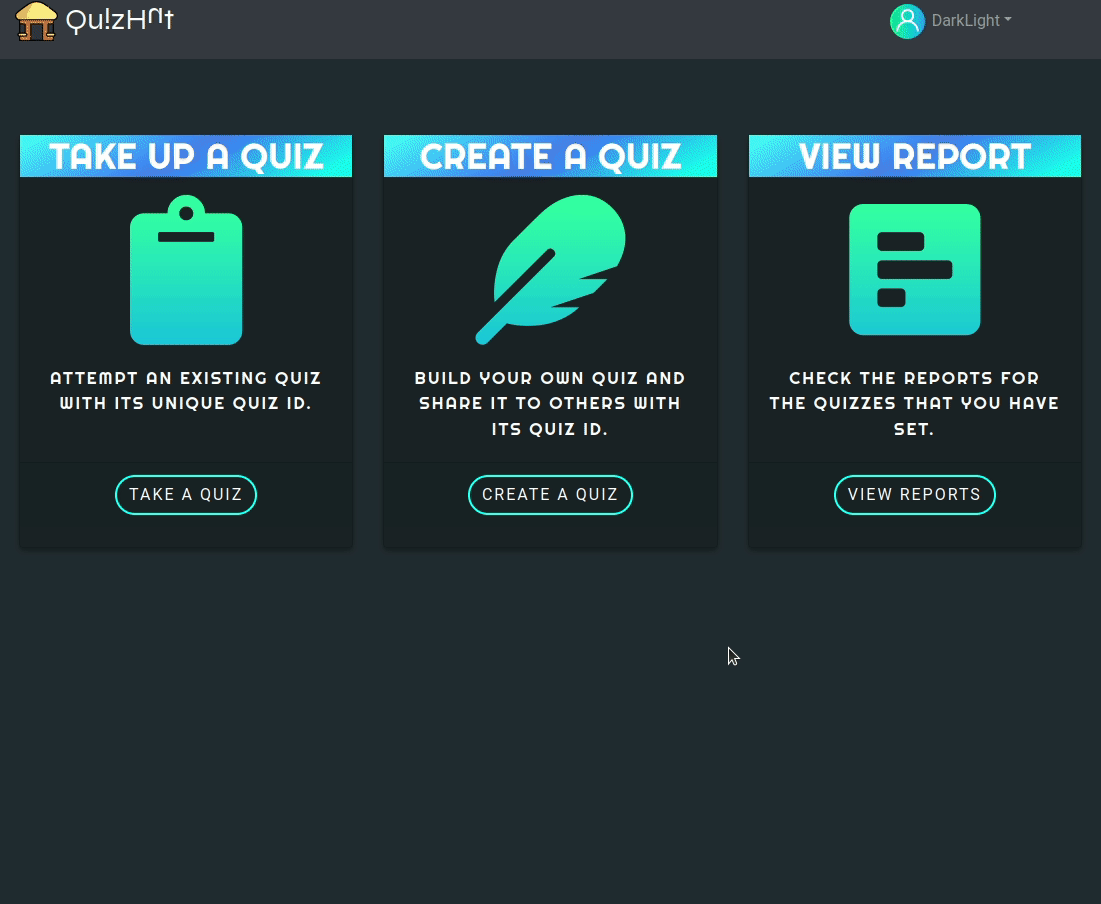 Qu!zHut
DarkLight
TAKE UP A QUIZ
CREATE A QUIZ
VIEW REPORT
ATTEMPT AN EXISTING QUIZ
WITH ITS UNIQUE QUIZ ID.
BUILD YOUR OWN QUIZ AND
SHARE IT TO OTHERS WITH
ITS QUIZ ID.
CHECK THE REPORTS FOR
THE QUIZZES THAT YOU HAVE
SET.
TAKE A QUIZ
CREATE A QUIZ
VIEW REPORTS